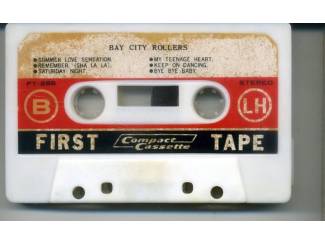 BAY CITY ROLLERS
●SUMMER LOVE SENSATION. ●MY TEENAGE HEART.
●REMEMBER (SHA LA LA). ●KEEP ON DANCING.
●SATURDAY NIGHT. ●BYE BYE BABY.
STEREO
B LH
FIRST Compact Cassette TAPE